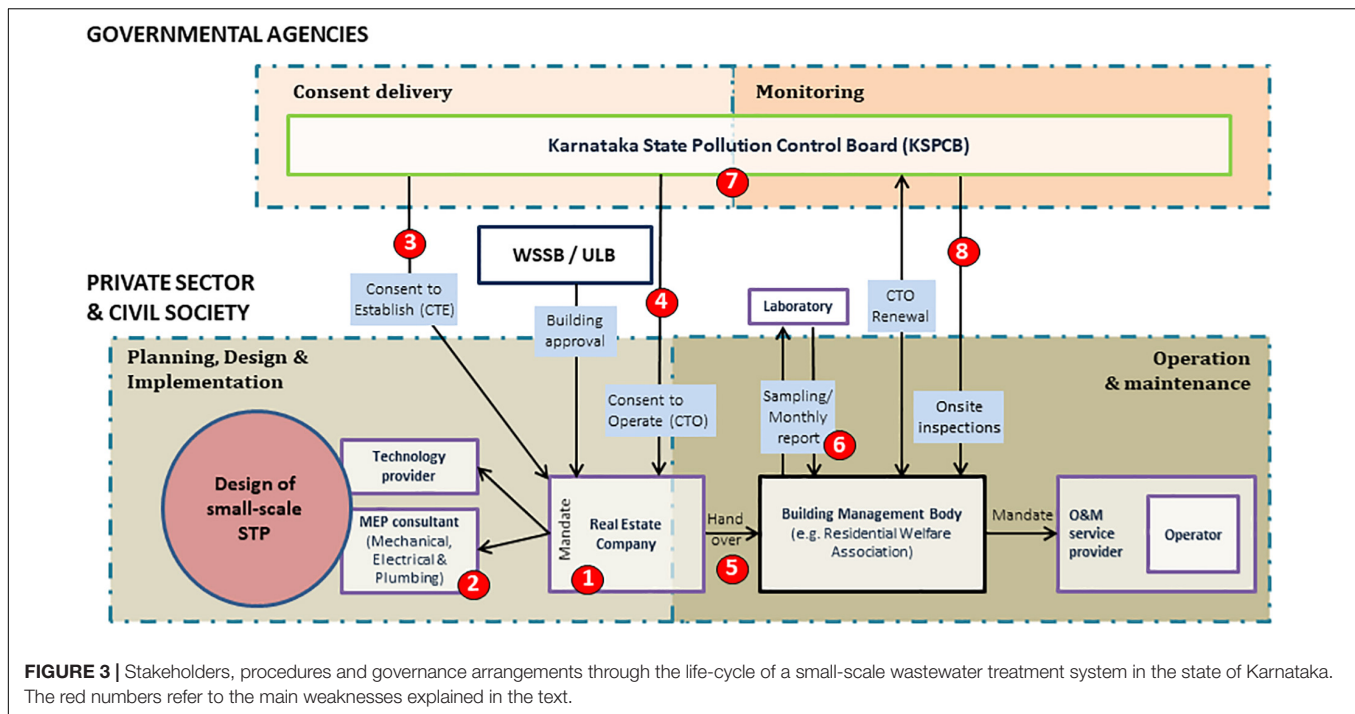 GOVERNMENTAL AGENCIES
Consent delivery
Monitoring
Karnataka State Pollution Control Board (KSPCB)
7
3
WSSB / ULB
8
PRIVATE SECTOR
& CIVIL SOCIETY
Consent to
Establish (CTE)
Building
approval
4
Laboratory
CTO
Renewal
Planning, Design &
Implementation
Operation
& maintenance
Consent to
Operate (CTO)
Sampling/
Monthly
report
6
Onsite
inspections
Design of
small-scale
STP
Technology
provider
MEP consultant
(Mechanical,
Electrical &
Plumbing)
2
Mandate
Real Estate
Company
1
Hand
over
5
Building Management Body
(e.g. Residential Welfare
Association)
Mandate
O&M
service
provider
Operator
FIGURE 3 | Stakeholders, procedures and governance arrangements through the life-cycle of a small-scale wastewater treatment system in the state of Karnataka.
The red numbers refer to the main weaknesses explained in the text.